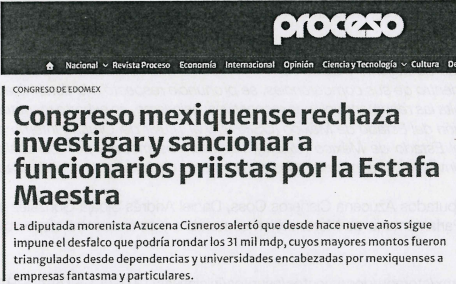 proceso
Nacional Revista Proceso Economía Internacional Opinión Ciencia y Tecnología Cultura
CONGRESO DE EDOMEX
Congreso mexiquense rechaza
investigar y sancionar a
funcionarios priistas por la Estafa
Maestra
La diputada morenista Azucena Cisneros alertó que desde hace nueve años sigue
impune el desfalco que podría rondar los 31 mil mdp, cuyos mayores montos fueron
triangulados desde dependencias y universidades encabezadas por mexiquenses a
empresas fantasma y particulares.